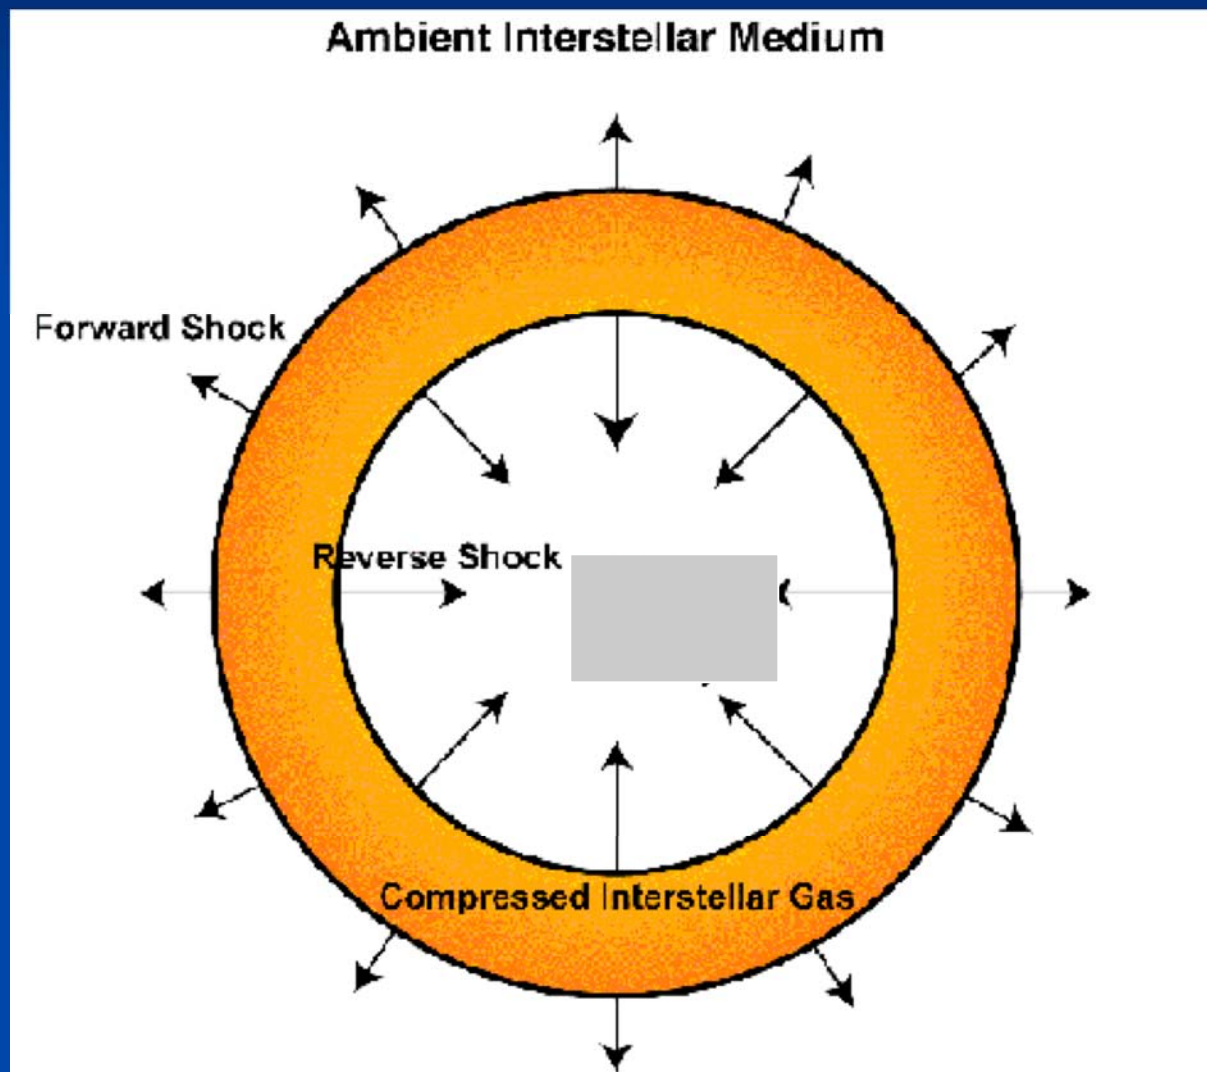 Ambient Interstellar Medium
Forward Shock
Reverse Shock
Compressed Interstellar Gas